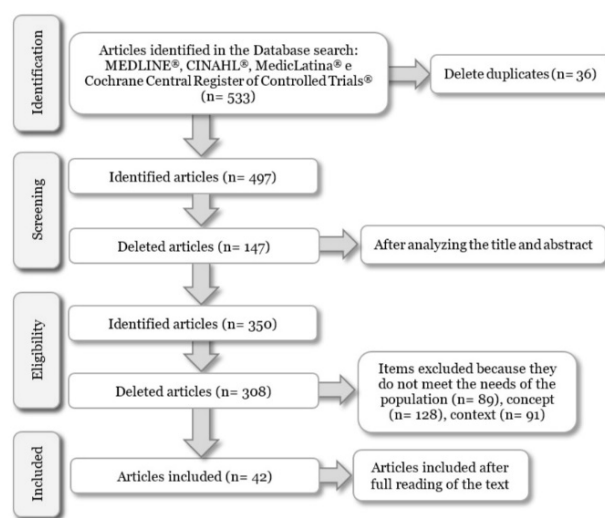 Identification
Articles identified in the Database search:
MEDLINE®, CINAHL®, MedicLatina® e
Cochrane Central Register of Controlled Trials®
(n= 533)
Delete duplicates (n= 36)
Screening
Identified articles (n= 497)
Deleted articles (n= 147)
After analyzing the title and abstract
Eligibility
Identified articles (n= 350)
Deleted articles (n= 308)
Items excluded because they
do not meet the needs of the
population (n= 89), concept
(n= 128), context (n= 91)
Included
Articles included (n= 42)
Articles included after
full reading of the text